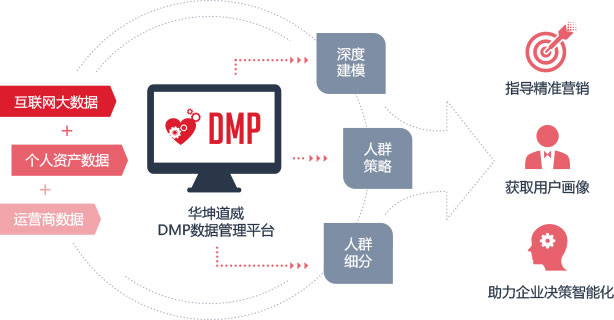 互联网大数据
+
个人资产数据
+
运营商数据
DMP
华坤道威
DMP数据管理平台
深度
建模
人群
策略
人群
细分
指导精准营销
获取用户画像
助力企业决策智能化